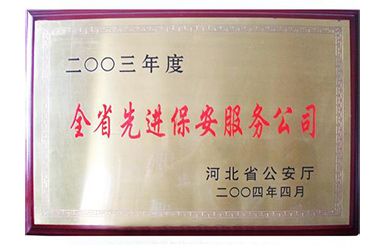 二〇〇三年度
全省先进保安服务公司
河北省公安厅
二〇〇四年四月